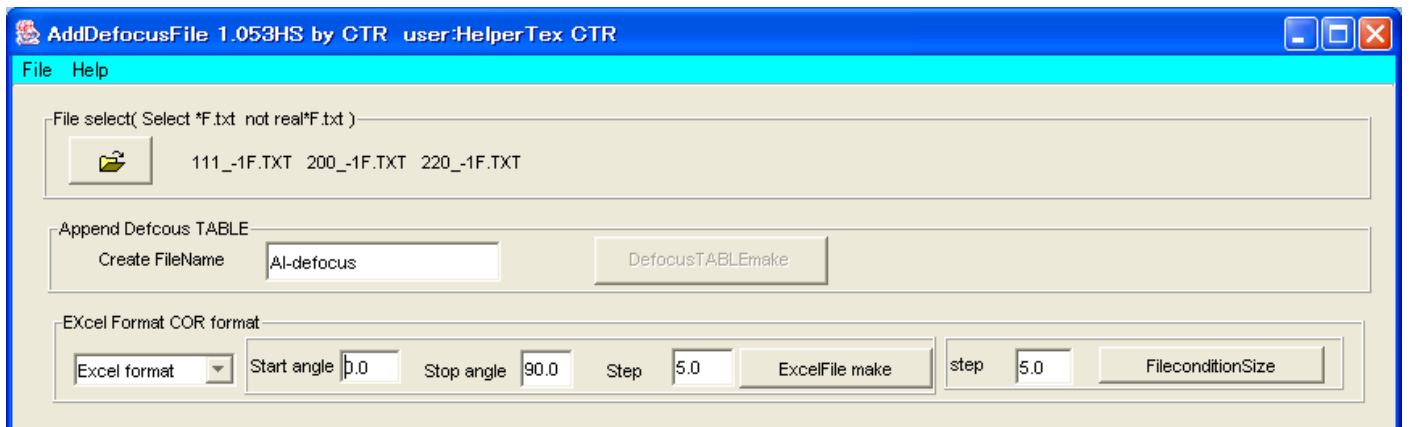 AddDefocusFile 1.053HS by CTR user:HelperTex CTR
File Help
File select( Select *F.txt not real*F.txt )
111_-1F.TXT 200_-1F.TXT 220_-1F.TXT
Append Defcous TABLE
Create FileName Al-defocus DefocusTABLEmake
EXcel Format COR format
Excel format Start angle 0.0 Stop angle 90.0 Step 5.0 ExcelFile make step 5.0 FileconditionSize